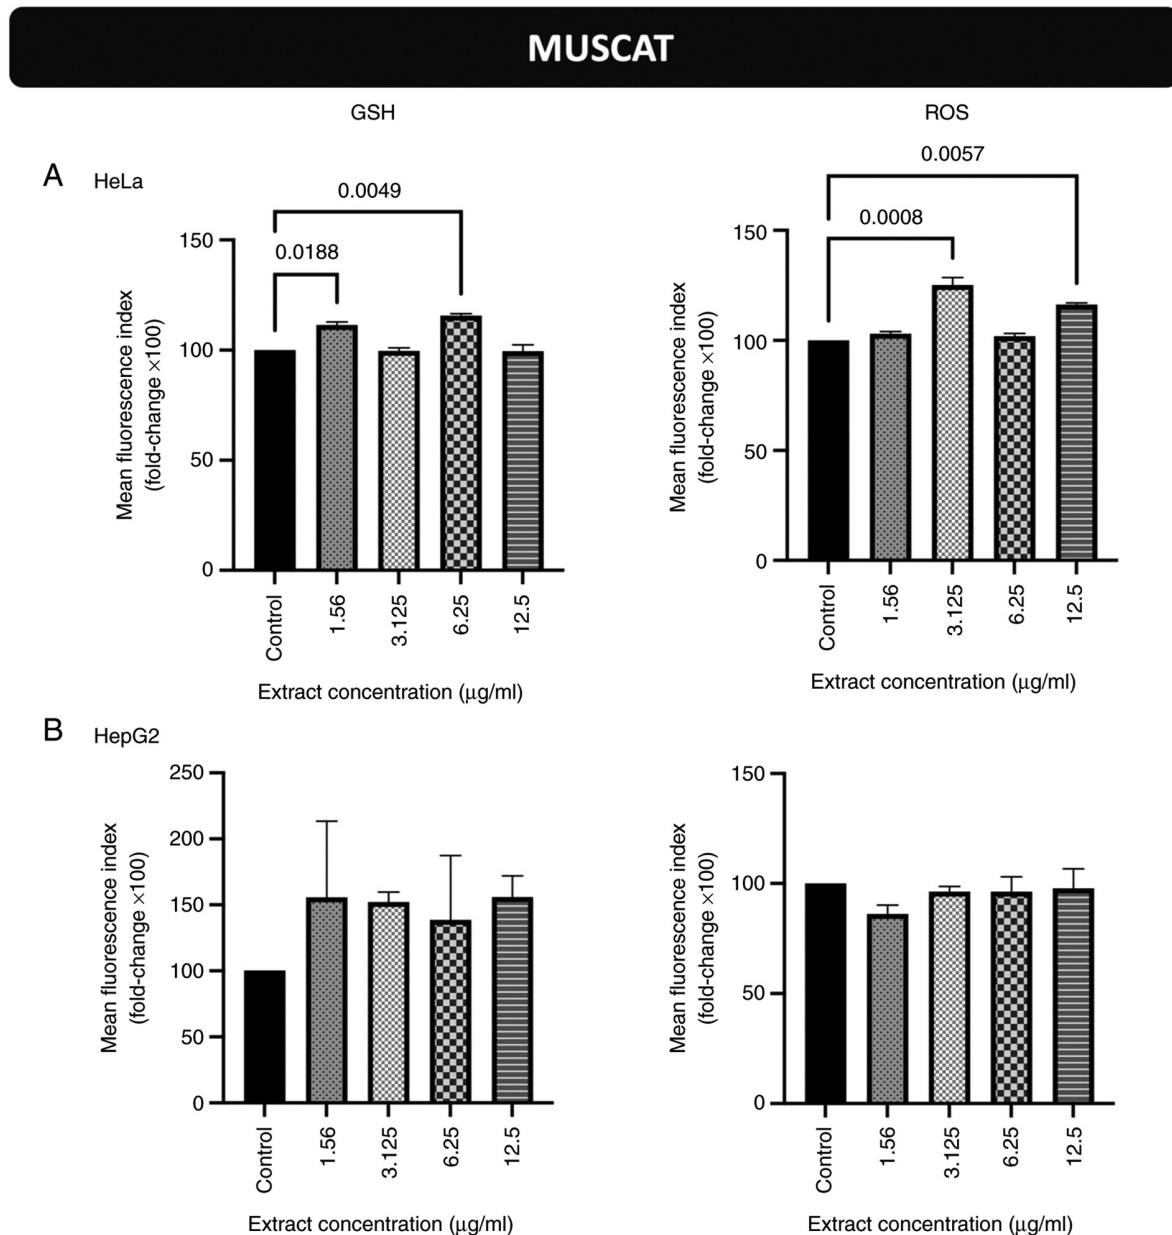 MUSCAT
GSH
ROS
A
HeLa
0.0049
0.0188
150
100
50
0
Mean fluorescence index
(fold-change ×100)
Control
1.56
3.125
6.25
12.5
Extract concentration (μg/ml)
0.0057
0.0008
150
100
50
0
Mean fluorescence index
(fold-change ×100)
Control
1.56
3.125
6.25
12.5
Extract concentration (μg/ml)
B
HepG2
250
200
150
100
50
0
Mean fluorescence index
(fold-change ×100)
Control
1.56
3.125
6.25
12.5
Extract concentration (μg/ml)
150
100
50
0
Mean fluorescence index
(fold-change ×100)
Control
1.56
3.125
6.25
12.5
Extract concentration (μg/ml)